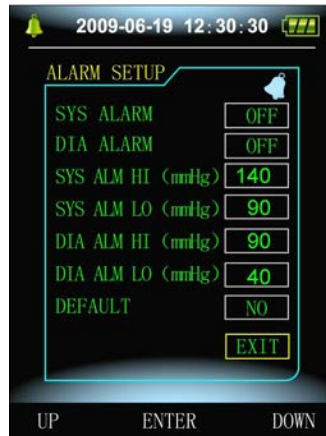 2009-06-19 12:30:30
ALARM SETUP
SYS ALARM OFF
DIA ALARM OFF
SYS ALM HI (mmHg) 140
SYS ALM LO (mmHg) 90
DIA ALM HI (mmHg) 90
DIA ALM LO (mmHg) 40
DEFAULT NO
EXIT
UP ENTER DOWN